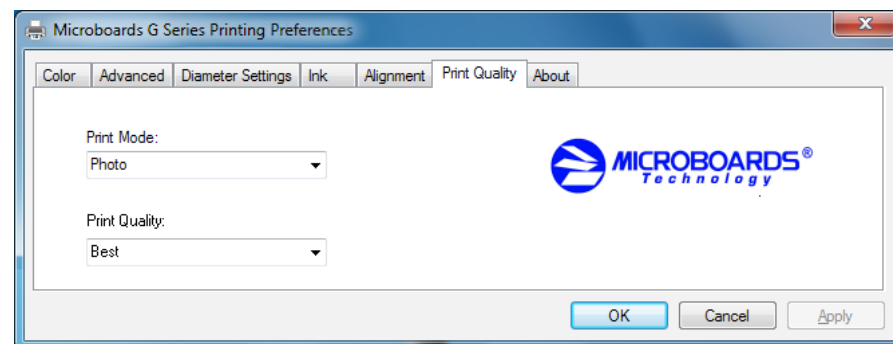 Microboards G Series Printing Preferences
Color Advanced Diameter Settings Ink Alignment Print Quality About
Print Mode:
Photo
MICROBOARDS®
Technology
Print Quality:
Best
OK Cancel Apply